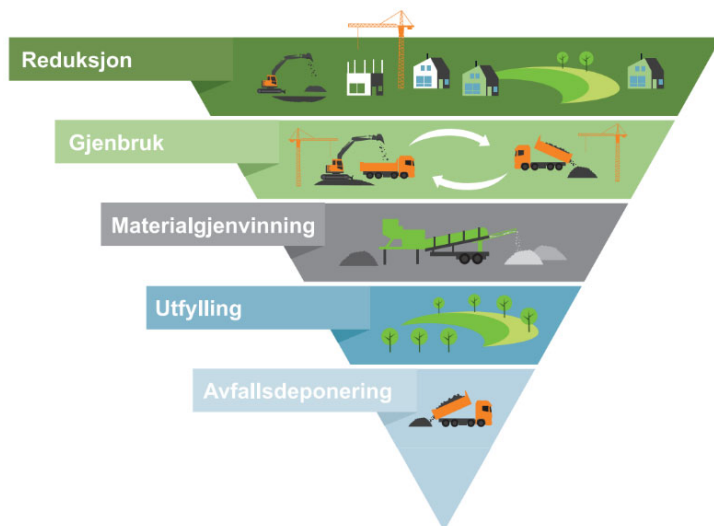 Reduksjon
Gjenbruk
Materialgjenvinning
Utfylling
Avfallsdeponering